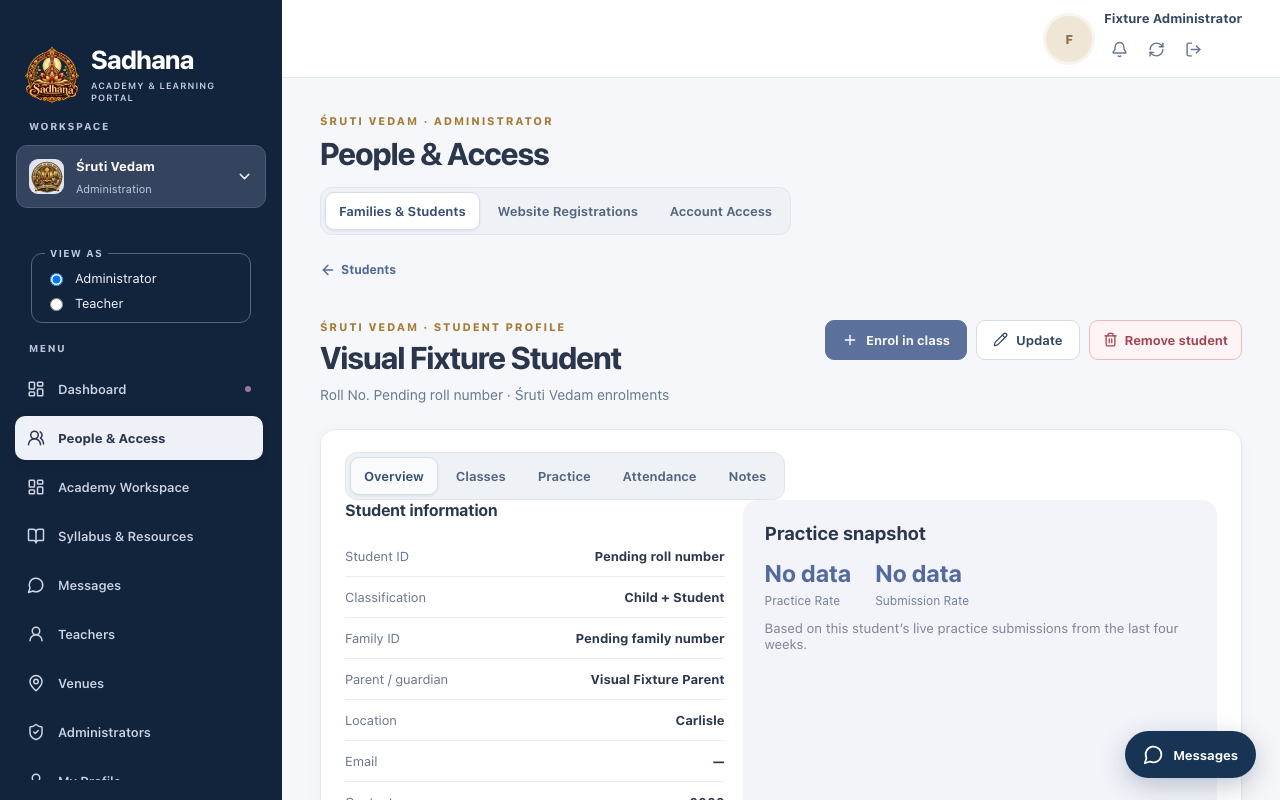 Sadhana
ACADEMY & LEARNING
PORTAL
Sadhana
WORKSPACE
Śruti Vedam
Administration
VIEW AS
Administrator
Teacher
MENU
Dashboard
People & Access
Academy Workspace
Syllabus & Resources
Messages
Teachers
Venues
Administrators
My Profile
F
Fixture Administrator
ŚRUTI VEDAM · ADMINISTRATOR
People & Access
Families & Students
Website Registrations
Account Access
Students
ŚRUTI VEDAM · STUDENT PROFILE
Visual Fixture Student
Roll No. Pending roll number · Śruti Vedam enrolments
Enrol in class
Update
Remove student
Overview
Classes
Practice
Attendance
Notes
Student information
Student ID Pending roll number
Classification Child + Student
Family ID Pending family number
Parent / guardian Visual Fixture Parent
Location Carlisle
Email —
Practice snapshot
No data No data
Practice Rate Submission Rate
Based on this student's live practice submissions from the last four
weeks.
Messages